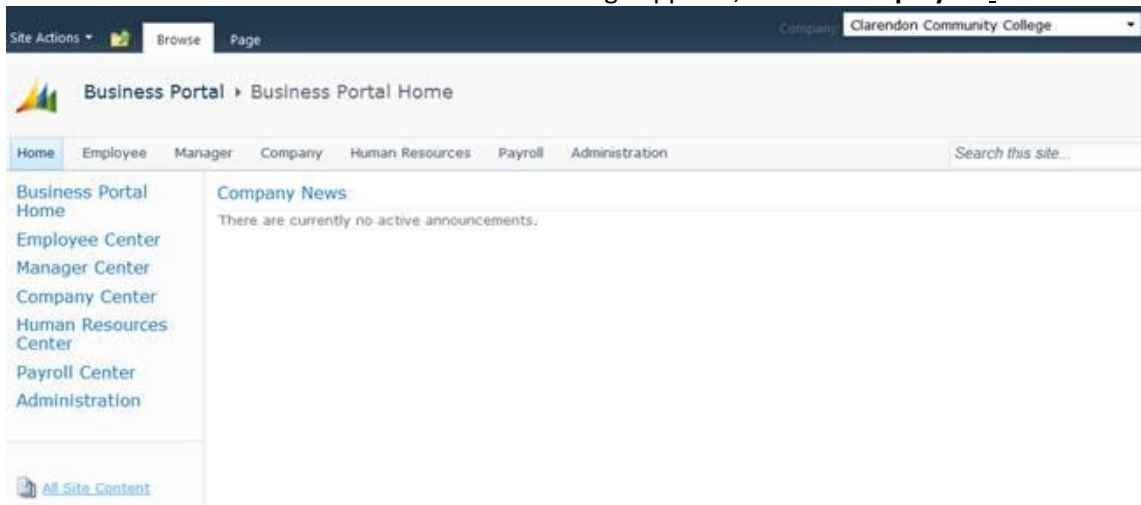 Site Actions Browse Page Company: Clarendon Community College
Business Portal Business Portal Home
Home Employee Manager Company Human Resources Payroll Administration Search this site...
Business Portal
Home
Employee Center
Manager Center
Company Center
Human Resources
Center
Payroll Center
Administration
All Site Content
Company News
There are currently no active announcements.